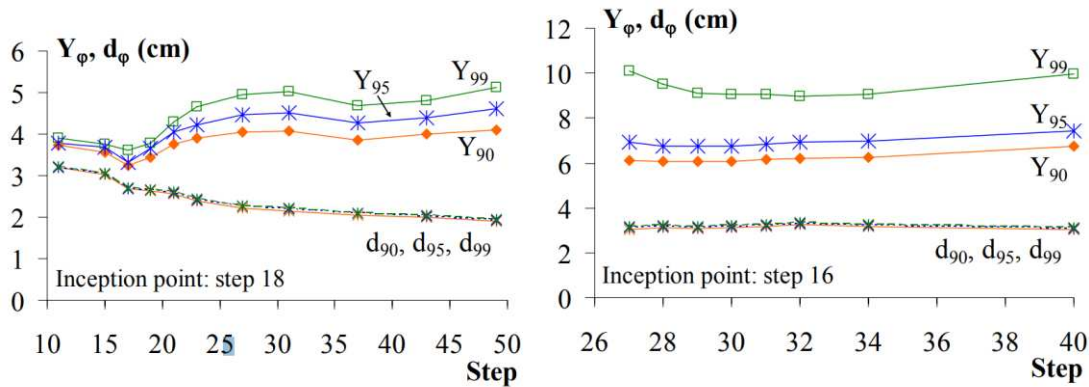 Yφ, dφ (cm)
6
5
4
3
2
1
0
Y95
Y99
Y90
d90, d95, d99
Inception point: step 18
10 15 20 25 30 35 40 45 50
Step
Yφ, dφ (cm)
12
10
8
6
4
2
0
Y99
Y95
Y90
d90, d95, d99
Inception point: step 16
26 28 30 32 34 36 38 40
Step